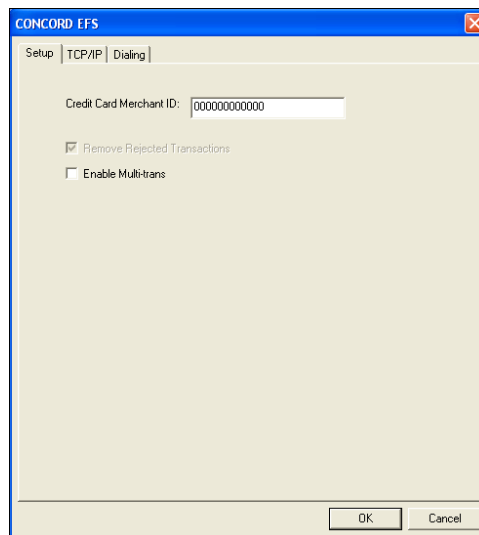 CONCORD EFS
Setup TCP/IP Dialing
Credit Card Merchant ID: 000000000000
Remove Rejected Transactions
Enable Multi-trans
OK Cancel